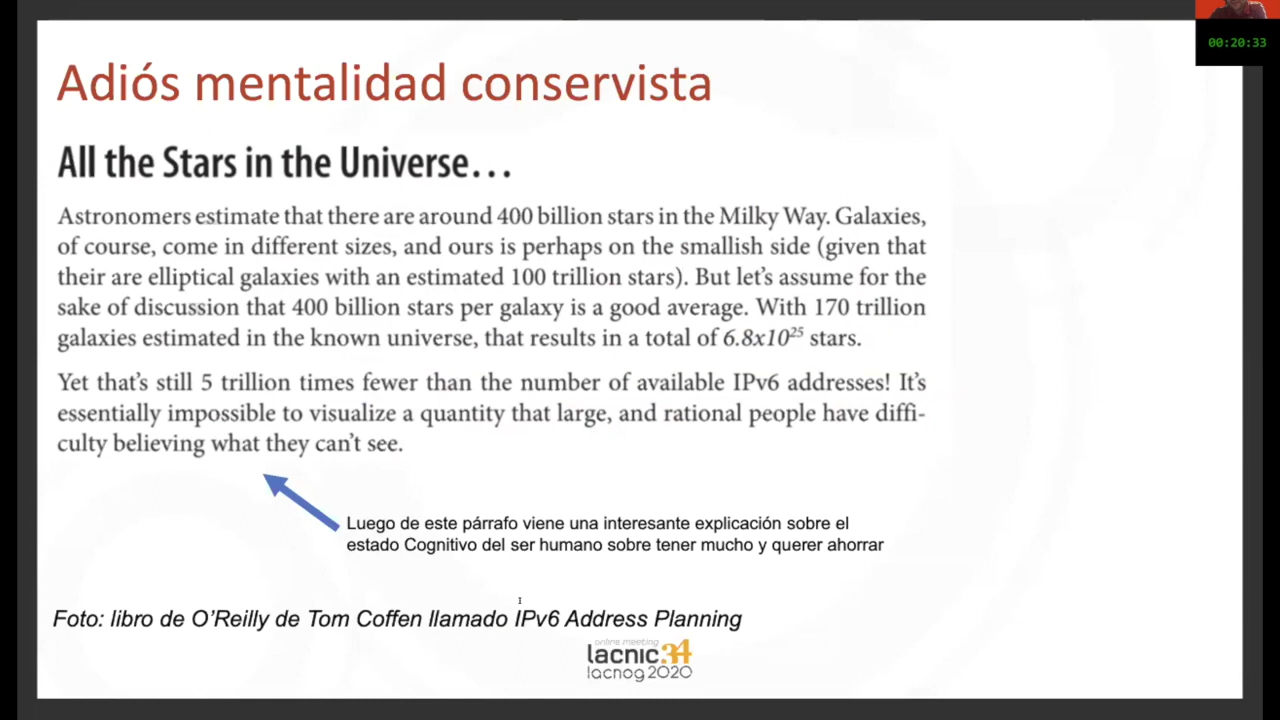 00:20:33
Adiós mentalidad conservista
All the Stars in the Universe…
Astronomers estimate that there are around 400 billion stars in the Milky Way. Galaxies,
of course, come in different sizes, and ours is perhaps on the smallish side (given that
their are elliptical galaxies with an estimated 100 trillion stars). But let's assume for the
sake of discussion that 400 billion stars per galaxy is a good average. With 170 trillion
galaxies estimated in the known universe, that results in a total of 6.8x10²⁵ stars.
Yet that's still 5 trillion times fewer than the number of available IPv6 addresses! It's
essentially impossible to visualize a quantity that large, and rational people have diffi-
culty believing what they can't see.
Luego de este párrafo viene una interesante explicación sobre el
estado Cognitivo del ser humano sobre tener mucho y querer ahorrar
Foto: libro de O'Reilly de Tom Coffen llamado IPv6 Address Planning
online meeting
lacnic 34
lacnog 2020